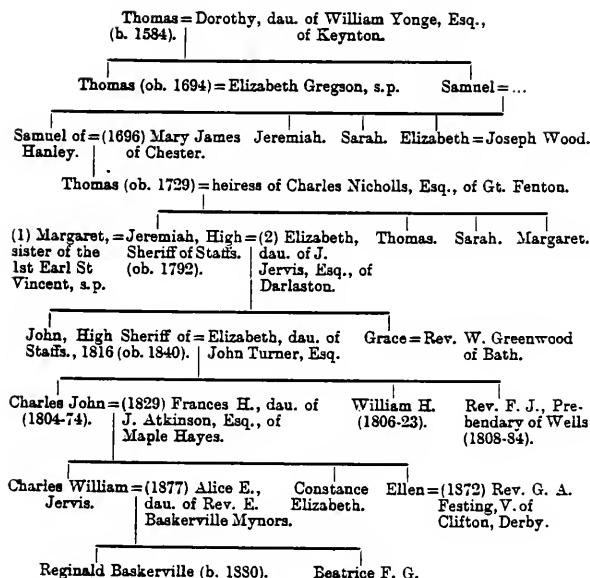 Thomas = Dorothy, dau. of William Yonge, Esq.,
(b. 1584). of Keynton.
Thomas (ob. 1694) = Elizabeth Gregson, s.p. Samuel = ...
Samuel of = (1696) Mary James Jeremiah. Sarah. Elizabeth = Joseph Wood.
Hanley. of Chester.
Thomas (ob. 1729) = heiress of Charles Nicholls, Esq., of Gt. Fenton.
(1) Margaret, = Jeremiah, High = (2) Elizabeth, Thomas. Sarah. Margaret.
sister of the Sheriff of Staffs. dau. of J.
1st Earl St (ob. 1792). Jervis, Esq., of
Vincent, s.p. Darlaston.
John, High Sheriff of = Elizabeth, dau. of Grace = Rev. W. Greenwood
Staffs., 1816 (ob. 1840). John Turner, Esq. of Bath.
Charles John = (1829) Frances H., dau. of William H. Rev. F. J., Pre-
(1804-74). J. Atkinson, Esq., of (1806-23). bendary of Wells
Maple Hayes. (1808-84).
Charles William = (1877) Alice E., Constance Ellen = (1872) Rev. G. A.
Jervis. dau. of Rev. E. Elizabeth. Festing, V. of
Baskerville Mynors. Clifton, Derby.
Reginald Baskerville (b. 1880). Beatrice F. G.